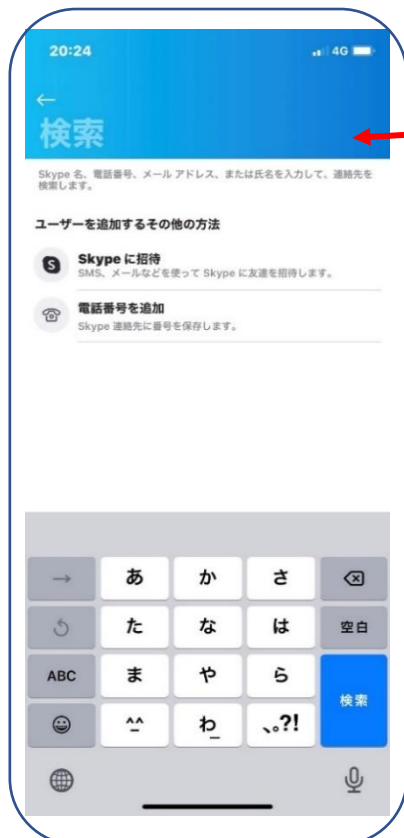 20:24 4G
←
検索
Skype 名、電話番号、メール アドレス、または氏名を入力して、連絡先を
検索します。
ユーザーを追加するその他の方法
Skype に招待
SMS、メールなどを使って Skype に友達を招待します。
電話番号を追加
Skype 連絡先に番号を保存します。
→ あ か さ
た な は 空白
ABC ま や ら
検索
^_^ わ_ 、。?!